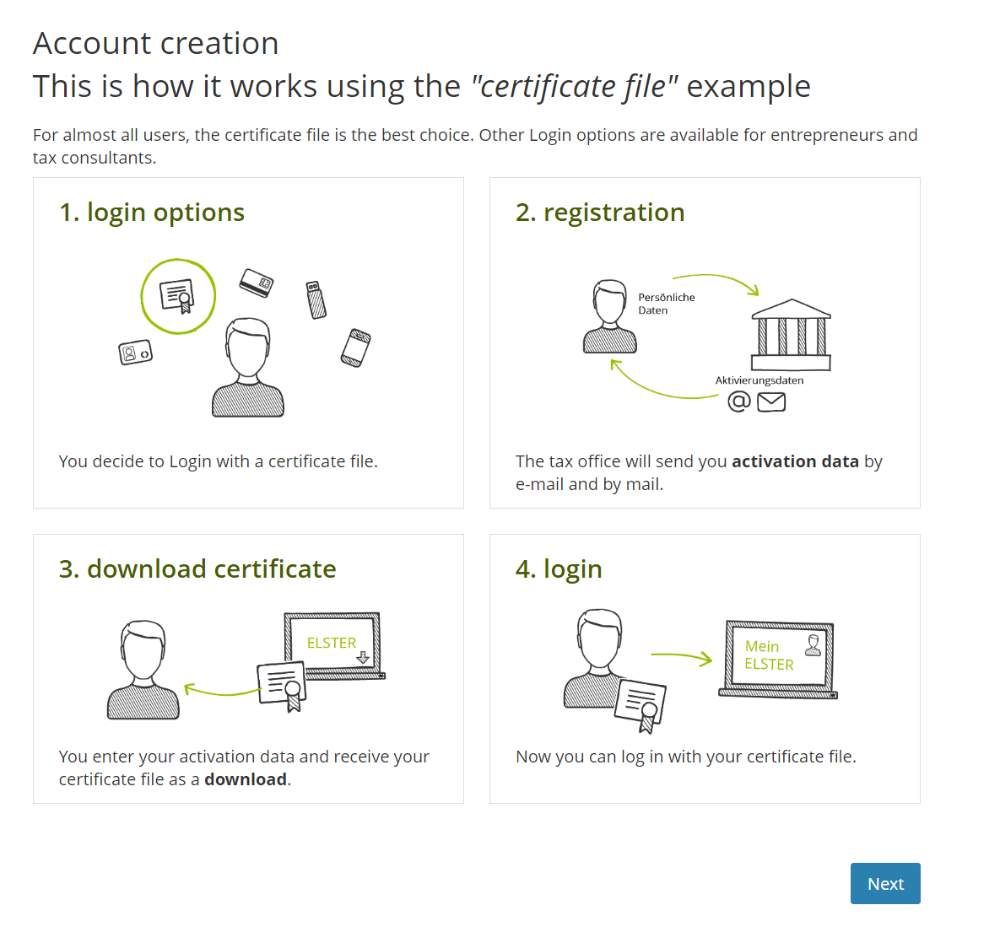 Account creation
This is how it works using the "certificate file" example
For almost all users, the certificate file is the best choice. Other Login options are available for entrepreneurs and
tax consultants.
1. login options
You decide to Login with a certificate file.
2. registration
Persönliche
Daten
Aktivierungsdaten
@
The tax office will send you activation data by
e-mail and by mail.
3. download certificate
ELSTER
You enter your activation data and receive your
certificate file as a download.
4. login
Mein
ELSTER
Now you can log in with your certificate file.
Next